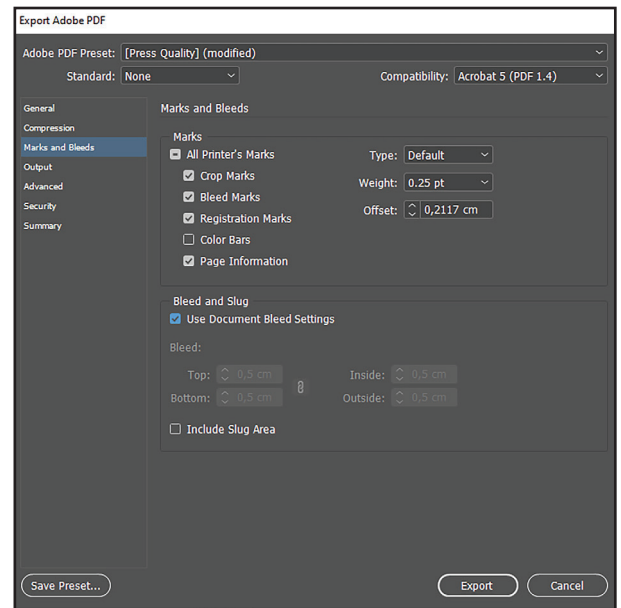 Export Adobe PDF
Adobe PDF Preset: [Press Quality] (modified)
Standard: None Compatibility: Acrobat 5 (PDF 1.4)
General
Compression
Marks and Bleeds
Output
Advanced
Security
Summary
Marks and Bleeds
Marks
All Printer's Marks Type: Default
Crop Marks Weight: 0.25 pt
Bleed Marks
Registration Marks Offset: 0,2117 cm
Color Bars
Page Information
Bleed and Slug
Use Document Bleed Settings
Bleed:
Top: 0,5 cm Inside: 0,5 cm
Bottom: 0,5 cm Outside: 0,5 cm
Include Slug Area
Save Preset... Export Cancel